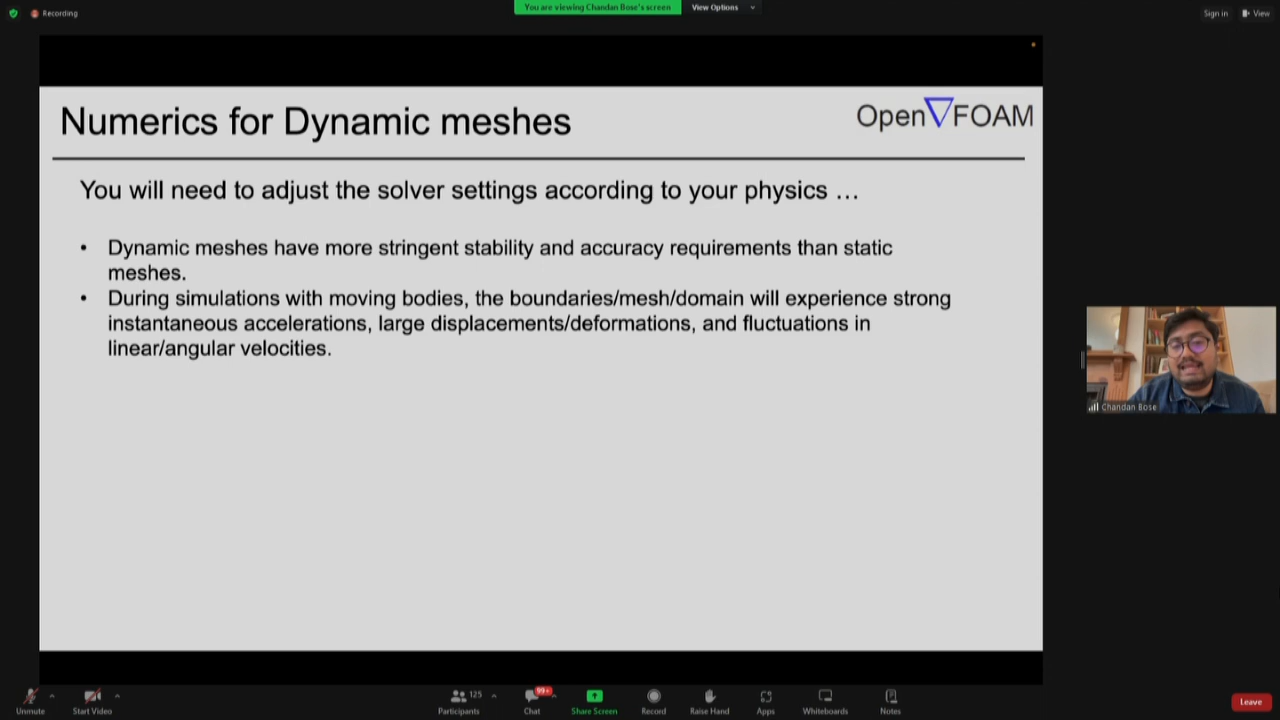 Recording
You are viewing Chandan Bose's screen
View Options
Sign in
View
Numerics for Dynamic meshes
Open∇FOAM
You will need to adjust the solver settings according to your physics …
• Dynamic meshes have more stringent stability and accuracy requirements than static
meshes.
• During simulations with moving bodies, the boundaries/mesh/domain will experience strong
instantaneous accelerations, large displacements/deformations, and fluctuations in
linear/angular velocities.
Chandan Bose
Unmute
Start Video
125
Participants
99+
Chat
Share Screen
Record
Raise Hand
Apps
Whiteboards
Notes
Leave